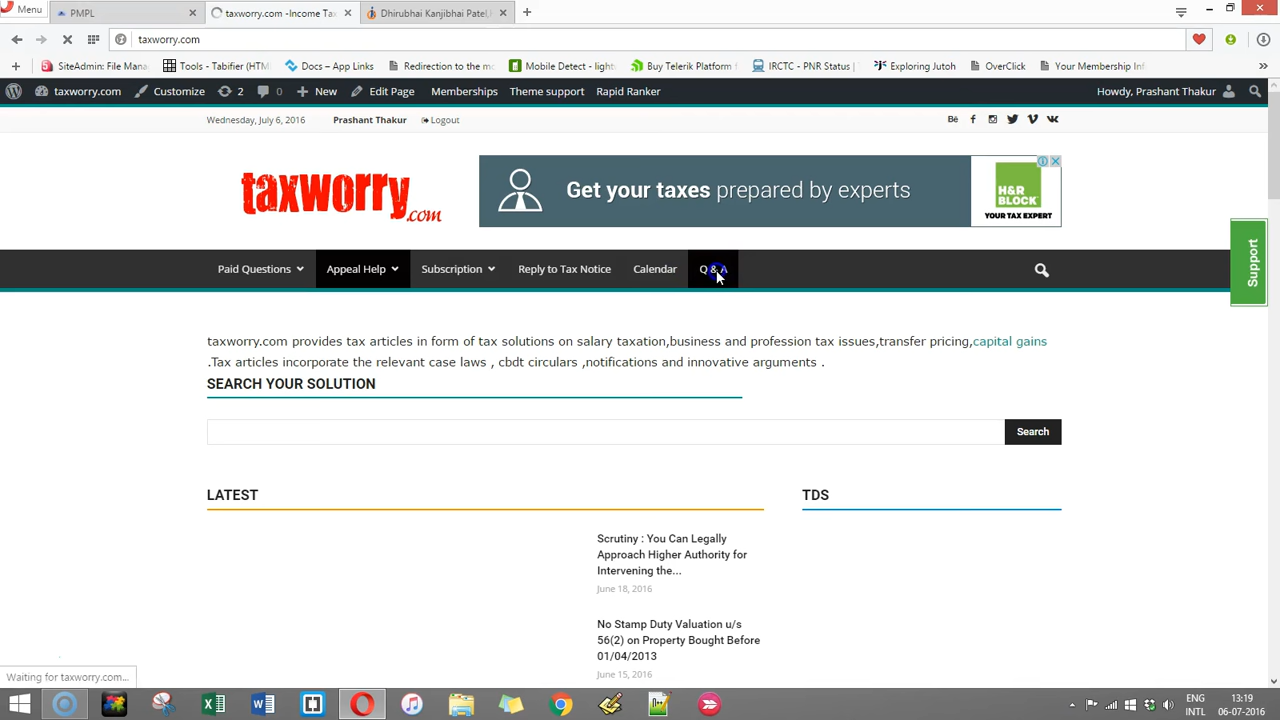 Menu
PMPL
taxworry.com -Income Ta
Dhirubhai Kanjibhai Patel,
taxworry.com
SiteAdmin: File Mana
Tools - Tabifier (HTM
Docs – App Links
Redirection to the mo
Mobile Detect - light
Buy Telerik Platform
IRCTC - PNR Status |
Exploring Jutoh
OverClick
Your Membership Inf
taxworry.com
Customize
2
0
New
Edit Page
Memberships
Theme support
Rapid Ranker
Howdy, Prashant Thakur
Wednesday, July 6, 2016
Prashant Thakur
Logout
taxworry.com
Get your taxes prepared by experts
H&R
BLOCK
YOUR TAX EXPERT
Paid Questions
Appeal Help
Subscription
Reply to Tax Notice
Calendar
Q & A
Support
taxworry.com provides tax articles in form of tax solutions on salary taxation,business and profession tax issues,transfer pricing,capital gains
.Tax articles incorporate the relevant case laws , cbdt circulars ,notifications and innovative arguments .
SEARCH YOUR SOLUTION
Search
LATEST
TDS
Scrutiny : You Can Legally
Approach Higher Authority for
Intervening the...
June 18, 2016
No Stamp Duty Valuation u/s
56(2) on Property Bought Before
01/04/2013
June 15, 2016
Waiting for taxworry.com...
ENG
INTL
13:19
06-07-2016